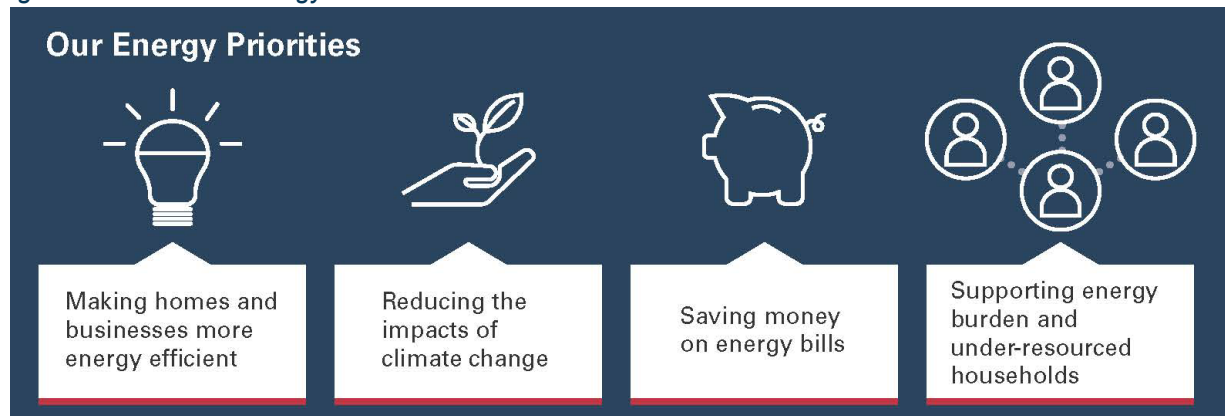 Our Energy Priorities
Making homes and
businesses more
energy efficient
Reducing the
impacts of
climate change
Saving money
on energy bills
Supporting energy
burden and
under-resourced
households